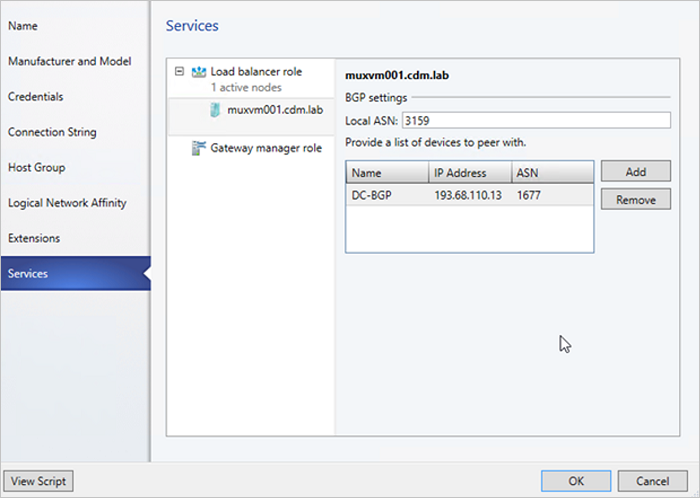 Name
Manufacturer and Model
Credentials
Connection String
Host Group
Logical Network Affinity
Extensions
Services
Services
Load balancer role
1 active nodes
muxvm001.cdm.lab
Gateway manager role
muxvm001.cdm.lab
BGP settings
Local ASN: 3159
Provide a list of devices to peer with.
Name IP Address ASN
DC-BGP 193.68.110.13 1677
Add
Remove
View Script
OK
Cancel